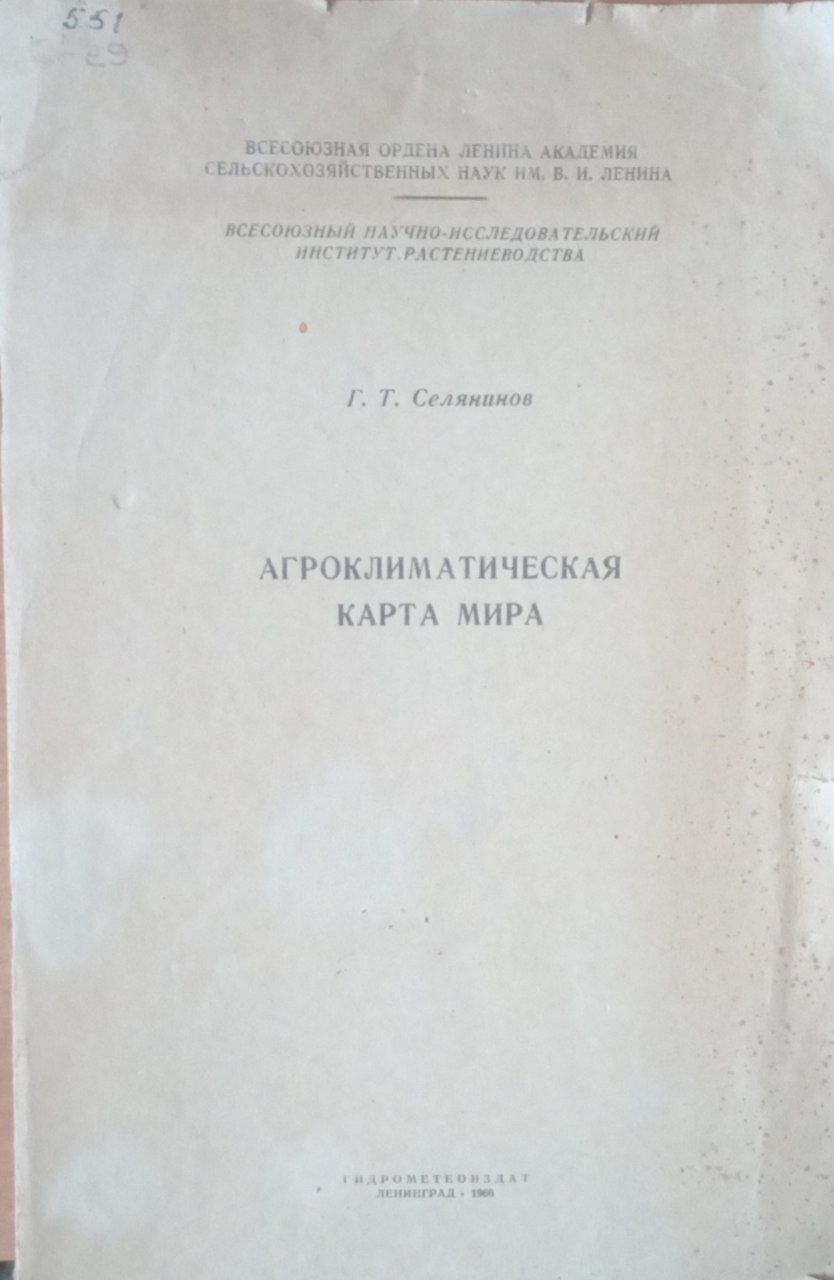 551
ВСЕСОЮЗНАЯ ОРДЕНА ЛЕНИНА АКАДЕМИЯ
СЕЛЬСКОХОЗЯЙСТВЕННЫХ НАУК ИМ. В. И. ЛЕНИНА
ВСЕСОЮЗНЫЙ НАУЧНО-ИССЛЕДОВАТЕЛЬСКИЙ
ИНСТИТУТ РАСТЕНИЕВОДСТВА
Г. Т. Селянинов
АГРОКЛИМАТИЧЕСКАЯ
КАРТА МИРА
ГИДРОМЕТЕОИЗДАТ
ЛЕНИНГРАД • 1966